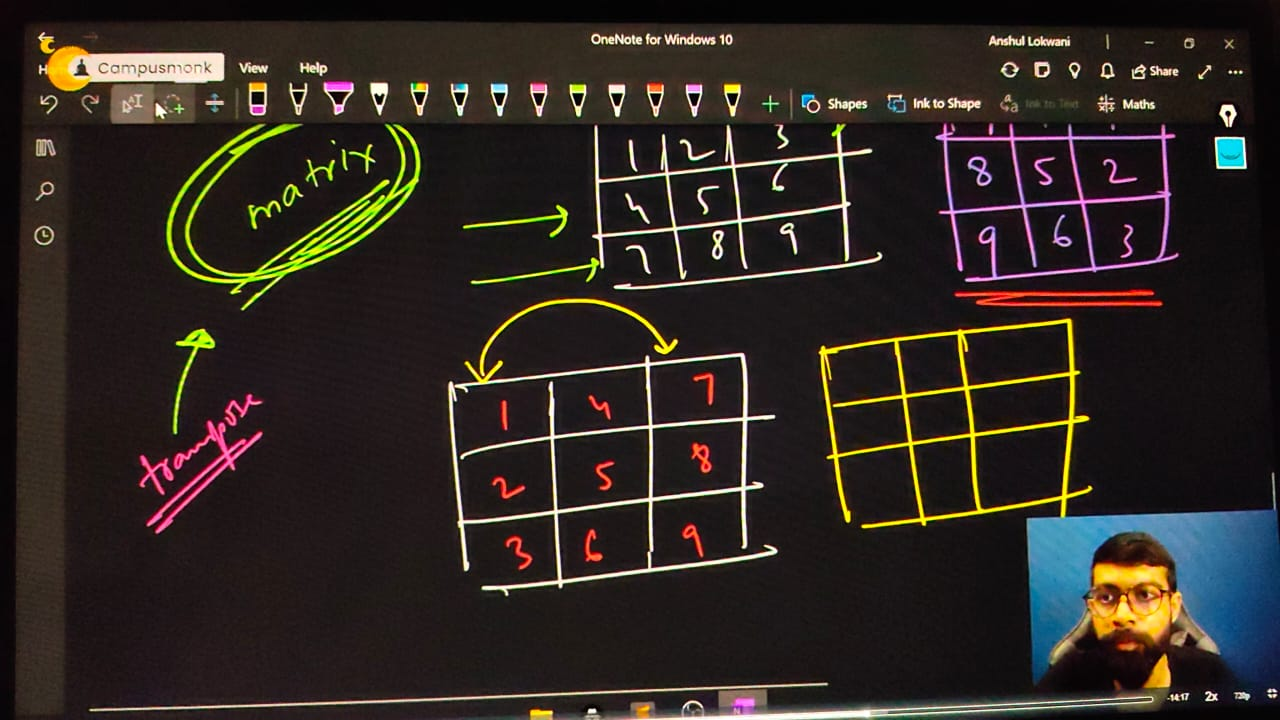 OneNote for Windows 10
Anshul Lokwani
Campusmonk
View
Help
Share
Shapes
Ink to Shape
Ink to Text
Maths
matrix
1 2 3
4 5 6
7 8 9
8 5 2
9 6 3
transpose
1 4 7
2 5 8
3 6 9
-14:17 2x 720p